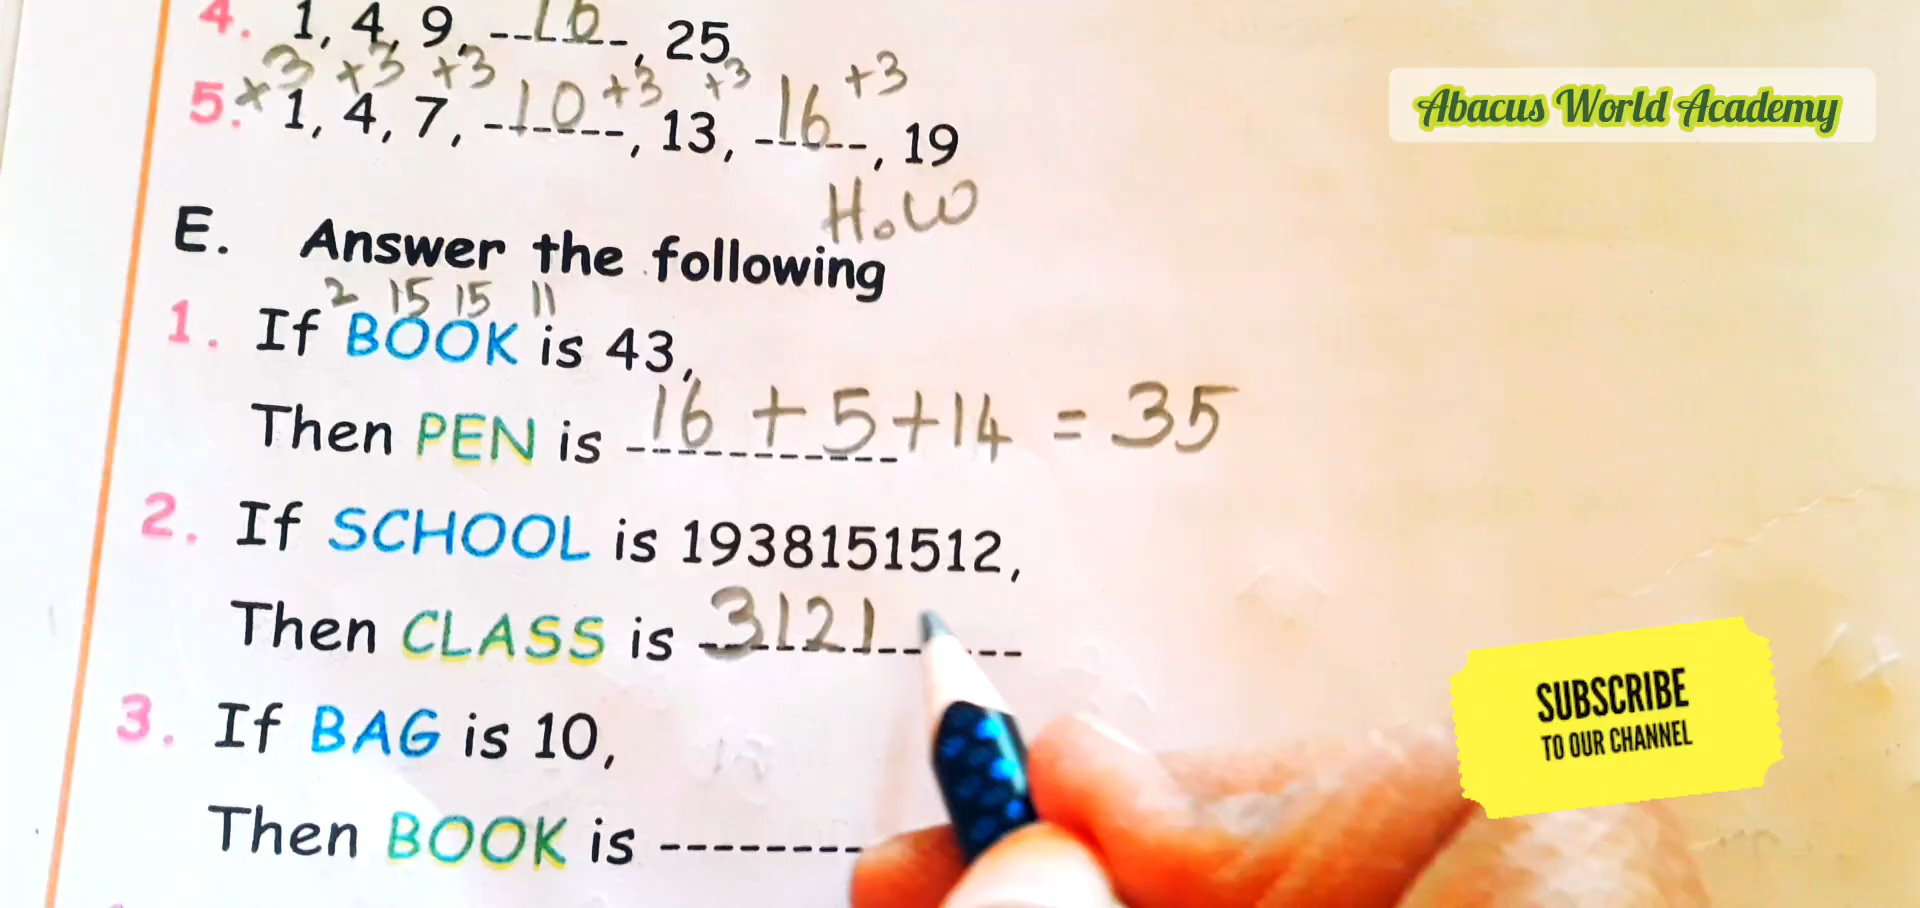 4. 1, 4, 9, 16, 25
+3 +3 +3 +3 +3 +3
5. 1, 4, 7, 10, 13, 16, 19
Abacus World Academy
How
E. Answer the following
2 15 15 11
1. If BOOK is 43,
Then PEN is 16 + 5 + 14 = 35
2. If SCHOOL is 1938151512,
Then CLASS is 3121
3. If BAG is 10,
Then BOOK is --------
SUBSCRIBE
TO OUR CHANNEL